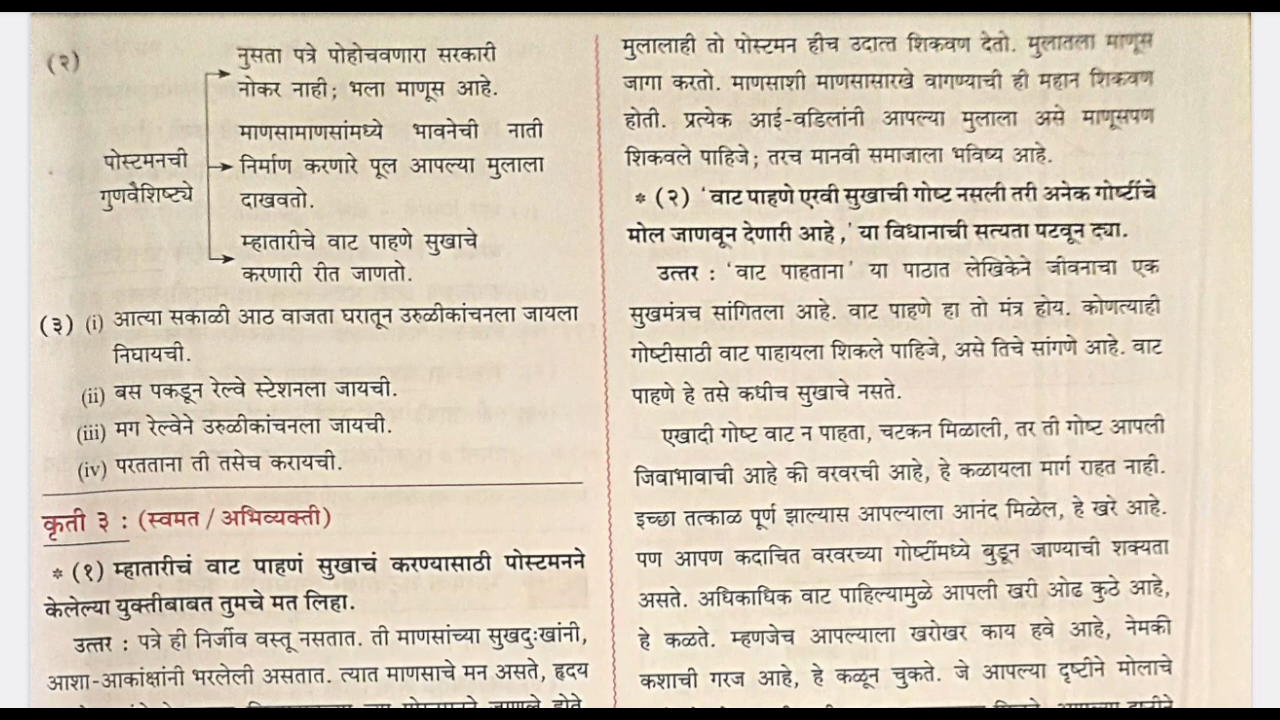 (२)
नुसता पत्रे पोहोचवणारा सरकारी
नोकर नाही; भला माणूस आहे.
माणसामाणसांमध्ये भावनेची नाती
निर्माण करणारे पूल आपल्या मुलाला
दाखवतो.
पोस्टमनची
गुणवैशिष्ट्ये
म्हातारीचे वाट पाहणे सुखाचे
करणारी रीत जाणतो.
(३) (i) आत्या सकाळी आठ वाजता घरातून उरुळीकांचनला जायला
निघायची.
(ii) बस पकडून रेल्वे स्टेशनला जायची.
(iii) मग रेल्वेने उरुळीकांचनला जायची.
(iv) परतताना ती तसेच करायची.
कृती ३ : (स्वमत / अभिव्यक्ती)
* (१) म्हातारीचं वाट पाहणं सुखाचं करण्यासाठी पोस्टमनने
केलेल्या युक्तीबाबत तुमचे मत लिहा.
उत्तर : पत्रे ही निर्जीव वस्तू नसतात. ती माणसांच्या सुखदुःखांनी,
आशा-आकांक्षांनी भरलेली असतात. त्यात माणसाचे मन असते, हृदय
मुलालाही तो पोस्टमन हीच उदात्त शिकवण देतो. मुलातला माणूस
जागा करतो. माणसाशी माणसासारखे वागण्याची ही महान शिकवण
होती. प्रत्येक आई-वडिलांनी आपल्या मुलाला असे माणूसपण
शिकवले पाहिजे; तरच मानवी समाजाला भविष्य आहे.
* (२) 'वाट पाहणे एरवी सुखाची गोष्ट नसली तरी अनेक गोष्टींचे
मोल जाणवून देणारी आहे,' या विधानाची सत्यता पटवून द्या.
उत्तर : 'वाट पाहताना' या पाठात लेखिकेने जीवनाचा एक
सुखमंत्रच सांगितला आहे. वाट पाहणे हा तो मंत्र होय. कोणत्याही
गोष्टीसाठी वाट पाहायला शिकले पाहिजे, असे तिचे सांगणे आहे. वाट
पाहणे हे तसे कधीच सुखाचे नसते.
एखादी गोष्ट वाट न पाहता, चटकन मिळाली, तर ती गोष्ट आपली
जिवाभावाची आहे की वरवरची आहे, हे कळायला मार्ग राहत नाही.
इच्छा तत्काळ पूर्ण झाल्यास आपल्याला आनंद मिळेल, हे खरे आहे.
पण आपण कदाचित वरवरच्या गोष्टींमध्ये बुडून जाण्याची शक्यता
असते. अधिकाधिक वाट पाहिल्यामुळे आपली खरी ओढ कुठे आहे,
हे कळते. म्हणजेच आपल्याला खरोखर काय हवे आहे, नेमकी
कशाची गरज आहे, हे कळून चुकते. जे आपल्या दृष्टीने मोलाचे